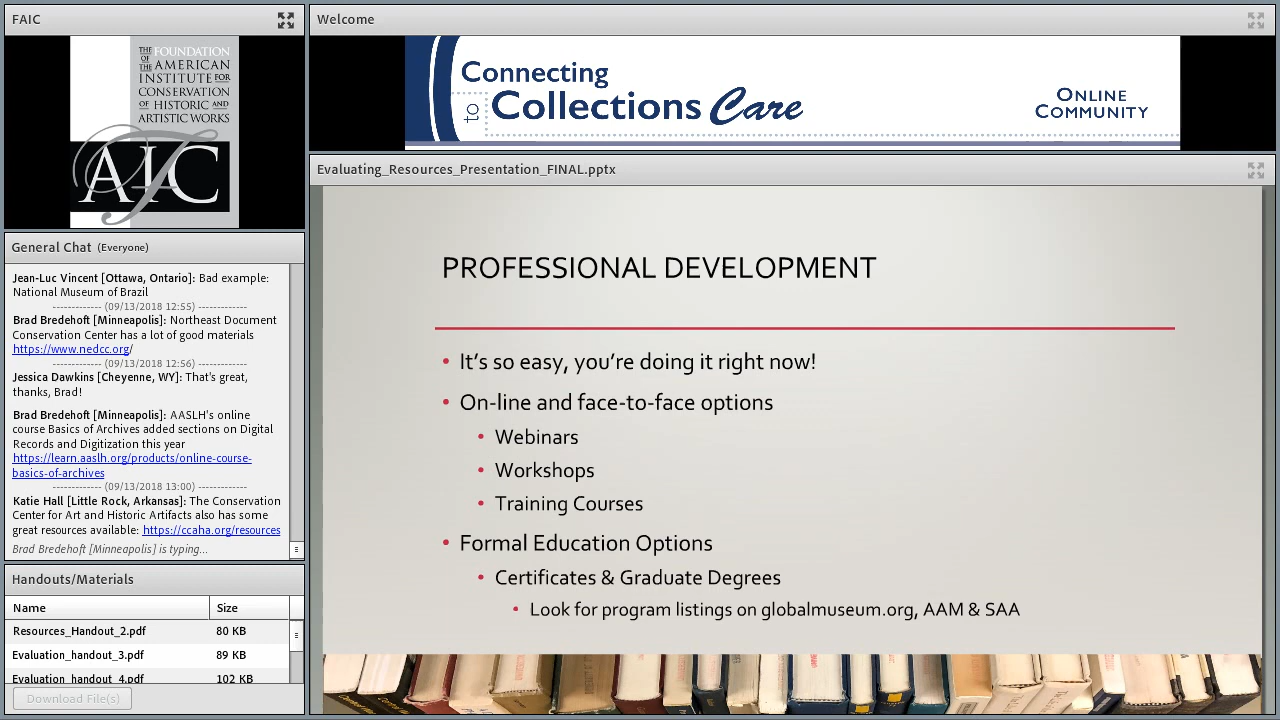 FAIC
THE FOUNDATION
OF THE AMERICAN
INSTITUTE FOR
CONSERVATION
OF HISTORIC AND
ARTISTIC WORKS
AIC
General Chat (Everyone)
Jean-Luc Vincent [Ottawa, Ontario]: Bad example:
National Museum of Brazil
------------- (09/13/2018 12:55) -------------
Brad Bredehoft [Minneapolis]: Northeast Document
Conservation Center has a lot of good materials
https://www.nedcc.org/
------------- (09/13/2018 12:56) -------------
Jessica Dawkins [Cheyenne, WY]: That's great,
thanks, Brad!
Brad Bredehoft [Minneapolis]: AASLH's online
course Basics of Archives added sections on Digital
Records and Digitization this year
https://learn.aaslh.org/products/online-course-
basics-of-archives
------------- (09/13/2018 13:00) -------------
Katie Hall [Little Rock, Arkansas]: The Conservation
Center for Art and Historic Artifacts also has some
great resources available: https://ccaha.org/resources
Brad Bredehoft [Minneapolis] is typing...
Handouts/Materials
Name Size
Resources_Handout_2.pdf 80 KB
Evaluation_handout_3.pdf 89 KB
Evaluation_handout_4.pdf 102 KB
Download File(s)
Welcome
Connecting
to Collections Care
ONLINE
COMMUNITY
Evaluating_Resources_Presentation_FINAL.pptx
PROFESSIONAL DEVELOPMENT
• It's so easy, you're doing it right now!
• On-line and face-to-face options
• Webinars
• Workshops
• Training Courses
• Formal Education Options
• Certificates & Graduate Degrees
• Look for program listings on globalmuseum.org, AAM & SAA